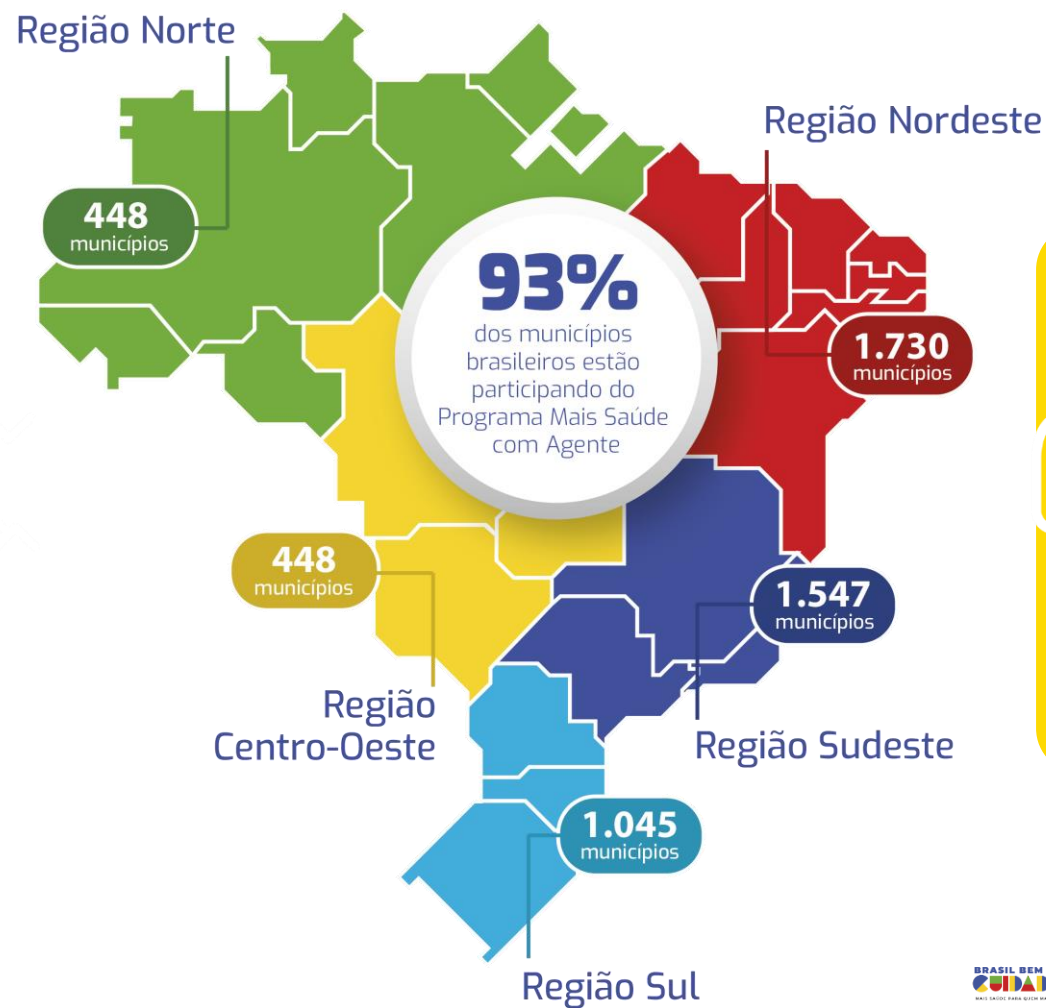 Região Norte
448
municípios
Região Nordeste
1.730
municípios
93%
dos municípios
brasileiros estão
participando do
Programa Mais Saúde
com Agente
448
municípios
Região
Centro-Oeste
1.547
municípios
Região Sudeste
1.045
municípios
Região Sul
BRASIL BEM